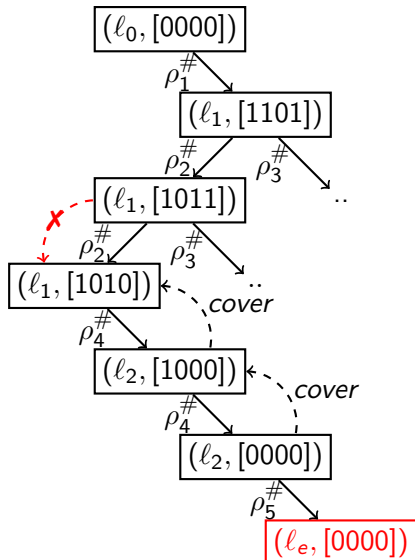 (ℓ₀, [0000])
ρ₁^#
(ℓ₁, [1101])
ρ₂^# ρ₃^#
(ℓ₁, [1011]) ..
✗
ρ₂^# ρ₃^#
(ℓ₁, [1010]) ..
cover
ρ₄^#
(ℓ₂, [1000])
cover
ρ₄^#
(ℓ₂, [0000])
ρ₅^#
(ℓₑ, [0000])